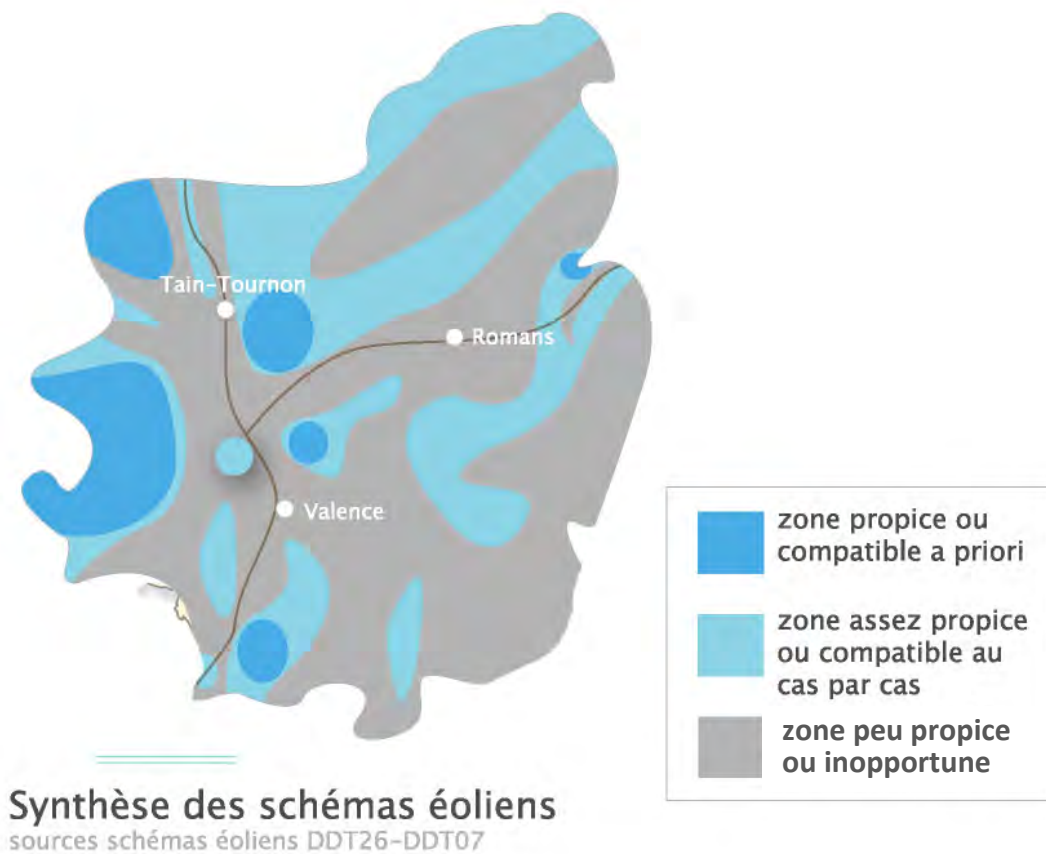 Tain-Tournon
Romans
Valence
zone propice ou
compatible a priori
zone assez propice
ou compatible au
cas par cas
zone peu propice
ou inopportune
Synthèse des schémas éoliens
sources schémas éoliens DDT26-DDT07